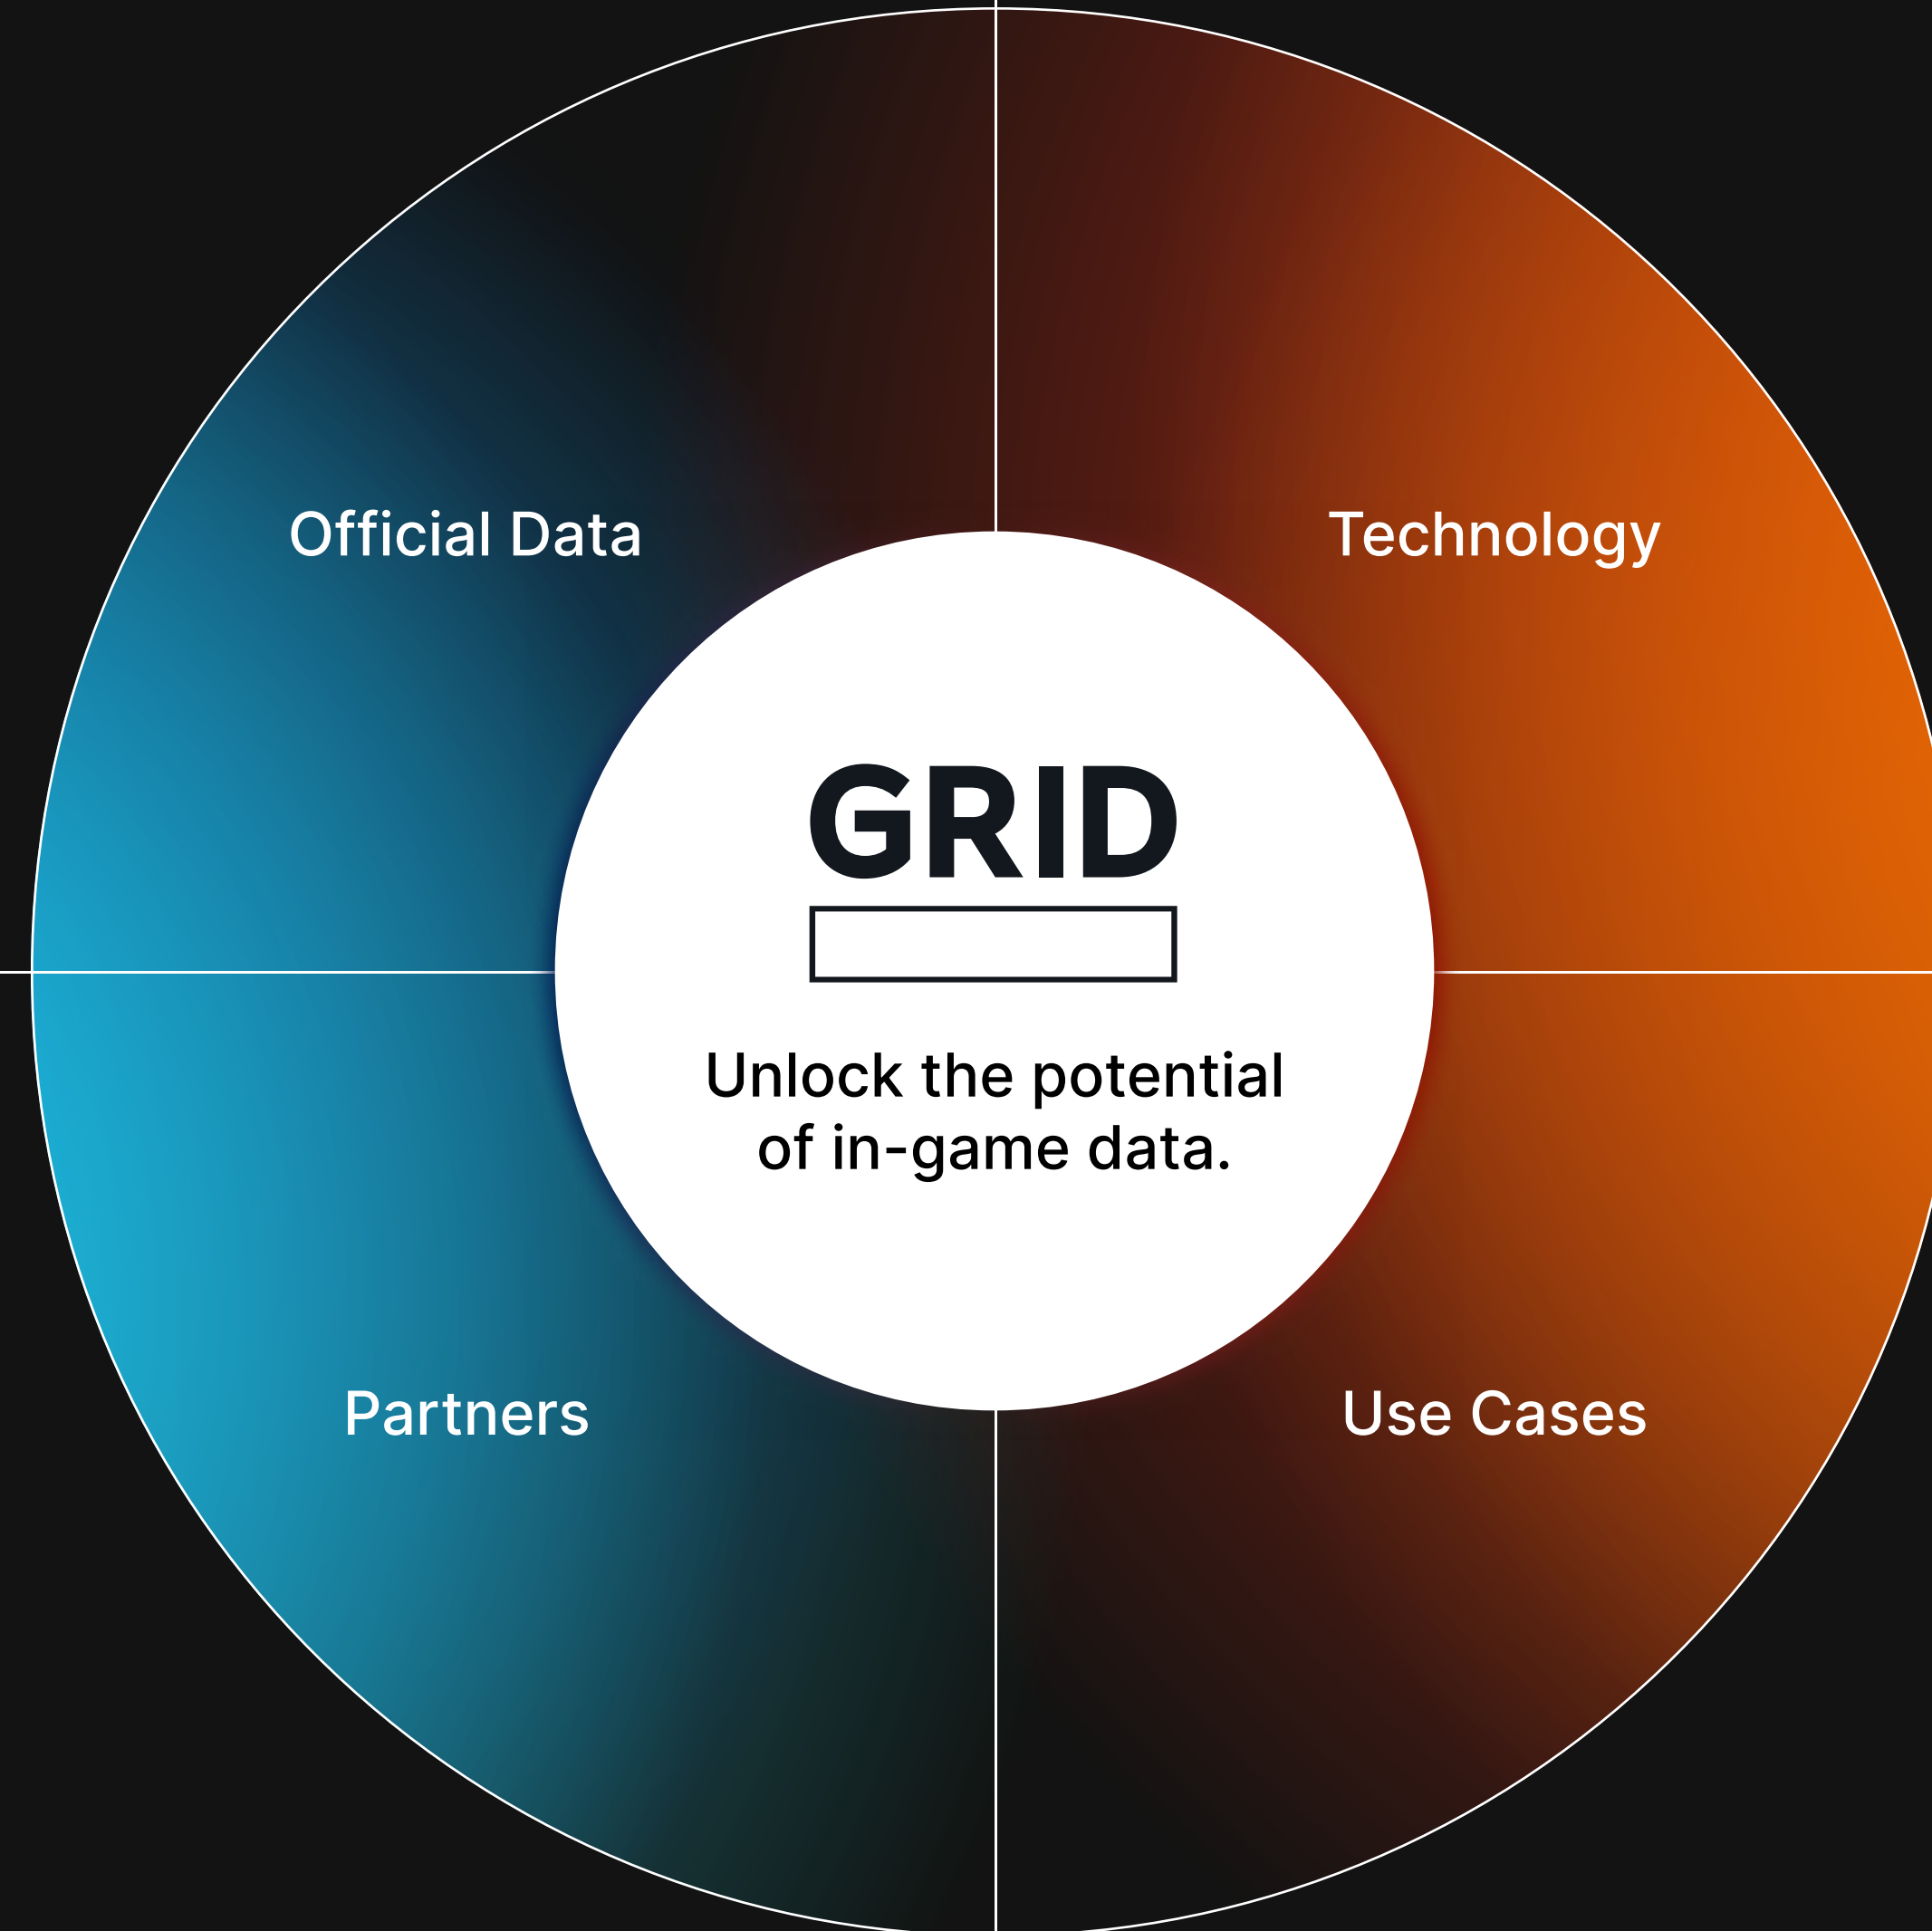 Official Data
Technology
GRID
Unlock the potential
of in-game data.
Partners
Use Cases